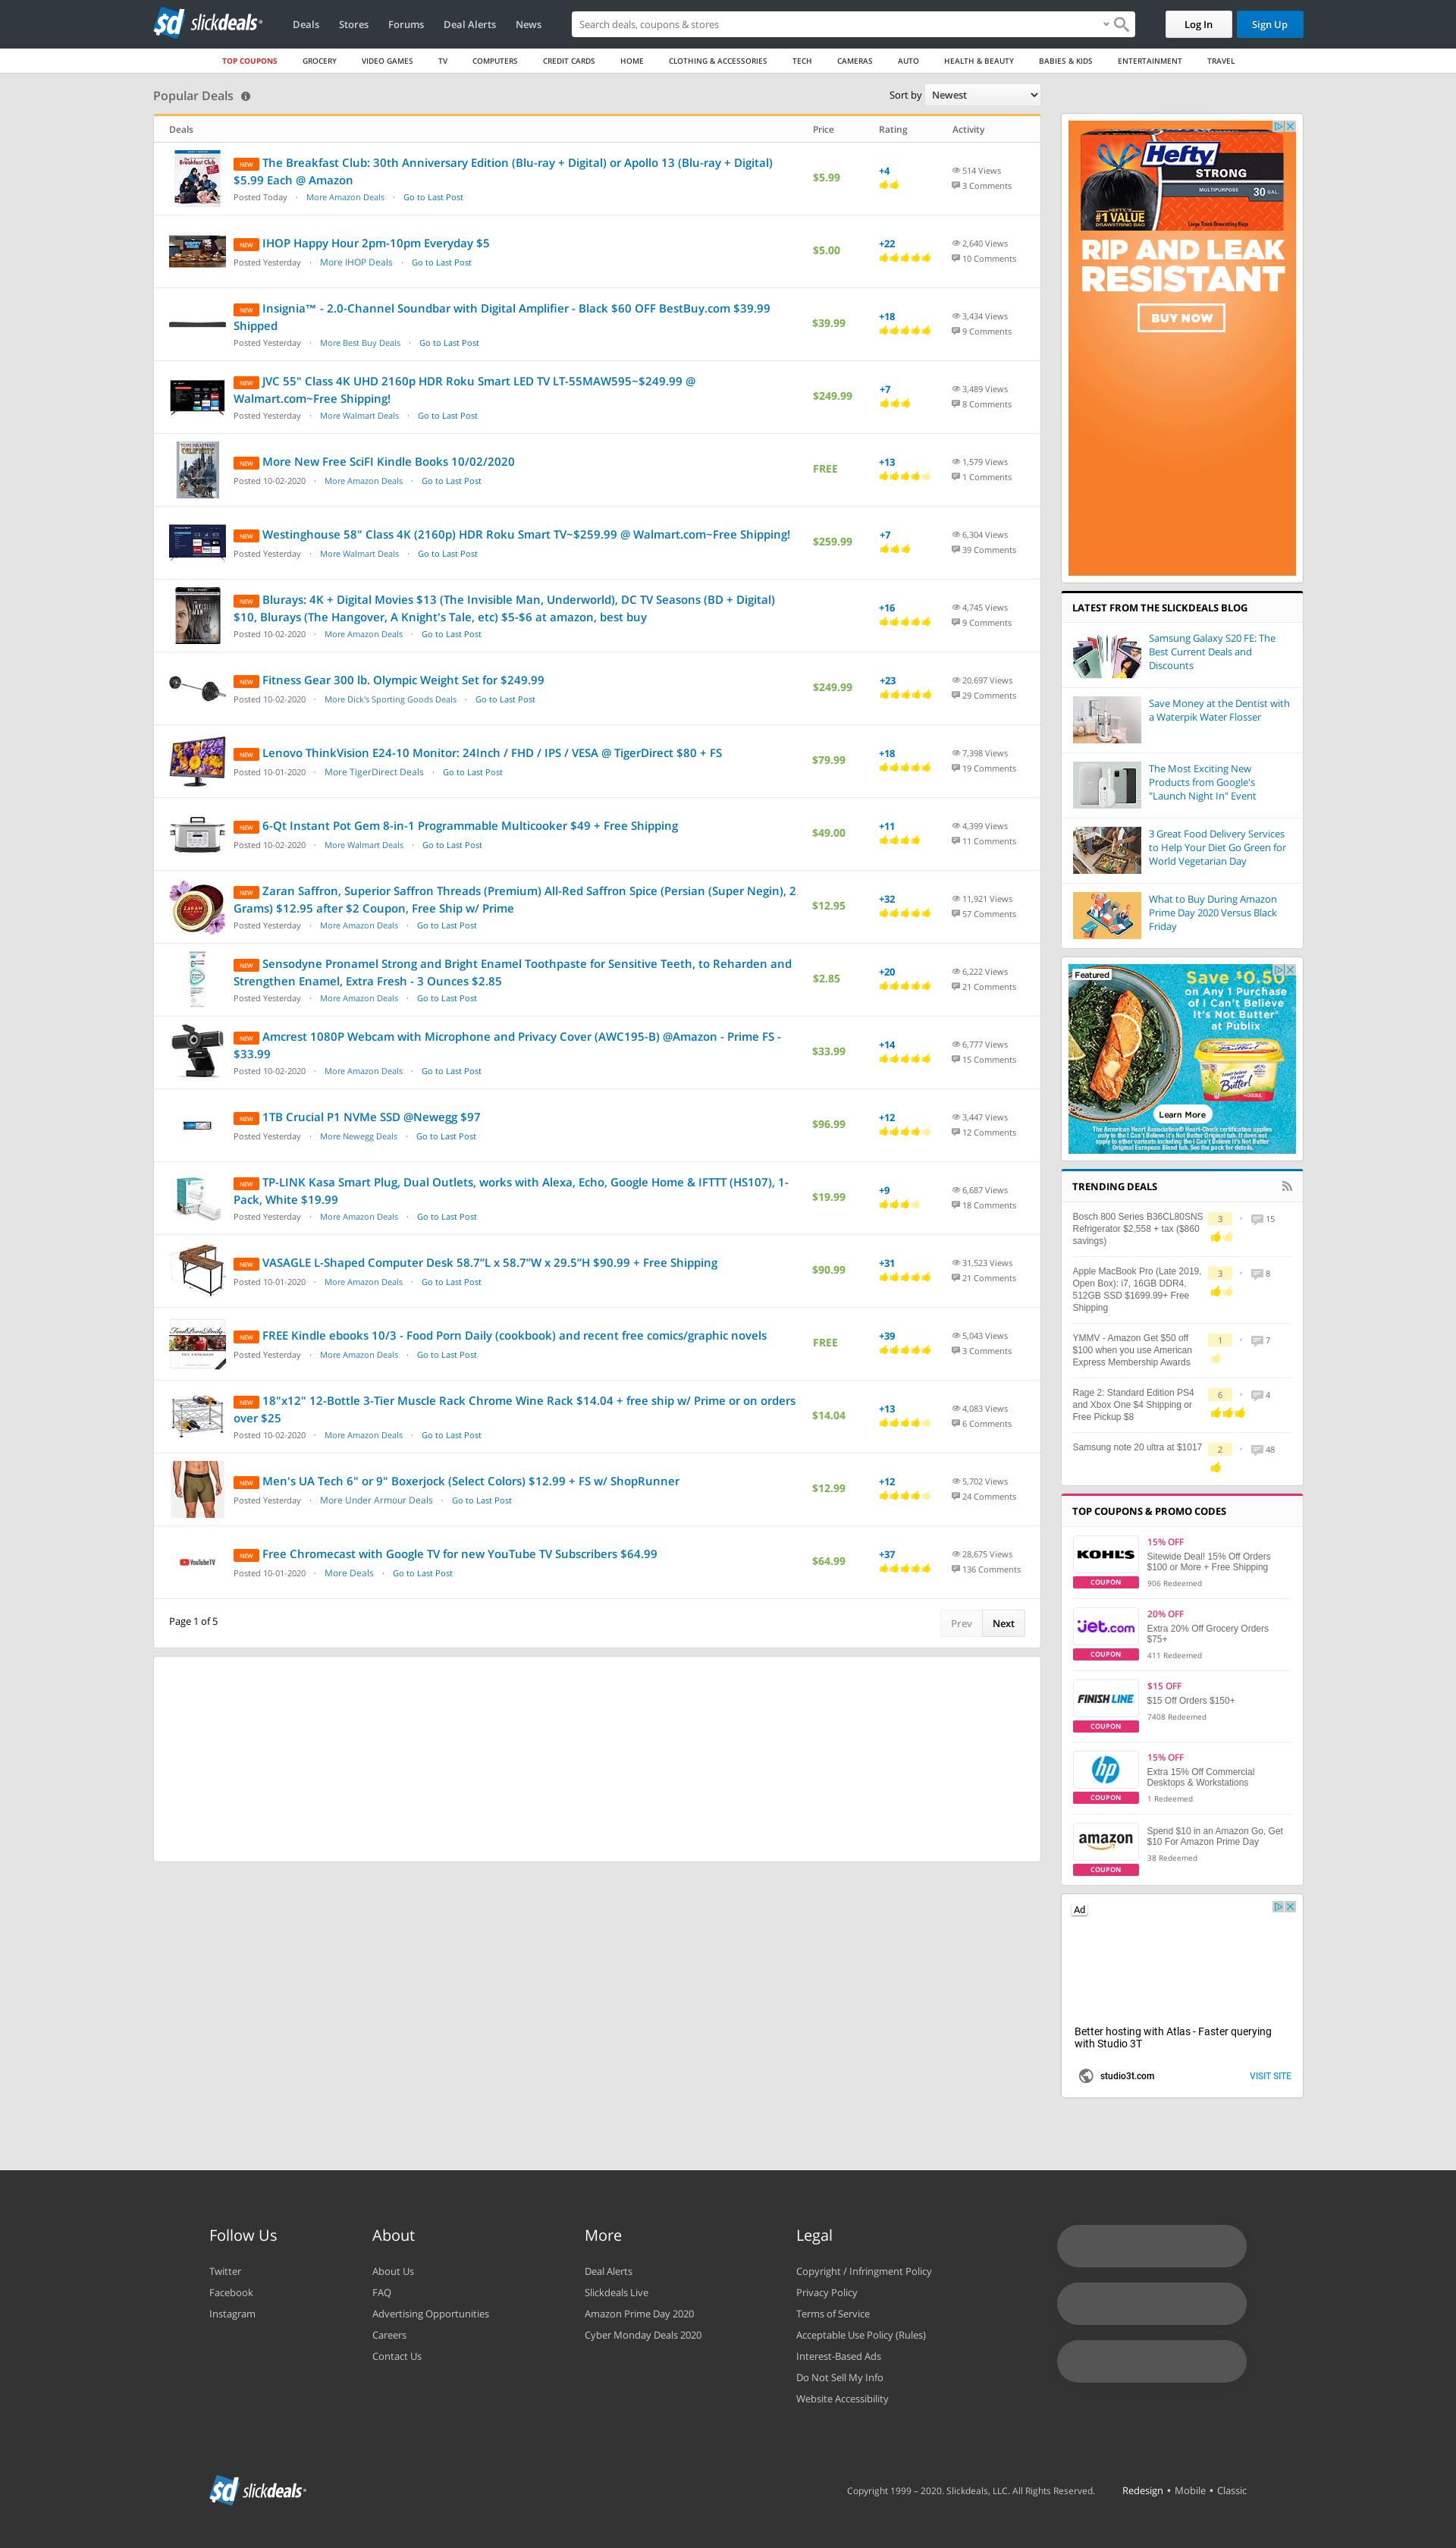 sd slickdeals
Deals Stores Forums Deal Alerts News
Search deals, coupons & stores
Log In Sign Up
TOP COUPONS GROCERY VIDEO GAMES TV COMPUTERS CREDIT CARDS HOME CLOTHING & ACCESSORIES TECH CAMERAS AUTO HEALTH & BEAUTY BABIES & KIDS ENTERTAINMENT TRAVEL
Popular Deals
Sort by Newest
Deals Price Rating Activity
NEW The Breakfast Club: 30th Anniversary Edition (Blu-ray + Digital) or Apollo 13 (Blu-ray + Digital)
$5.99 Each @ Amazon
Posted Today · More Amazon Deals · Go to Last Post
$5.99
+4
514 Views
3 Comments
NEW IHOP Happy Hour 2pm-10pm Everyday $5
Posted Yesterday · More IHOP Deals · Go to Last Post
$5.00
+22
2,640 Views
10 Comments
NEW Insignia™ - 2.0-Channel Soundbar with Digital Amplifier - Black $60 OFF BestBuy.com $39.99
Shipped
Posted Yesterday · More Best Buy Deals · Go to Last Post
$39.99
+18
3,434 Views
9 Comments
NEW JVC 55" Class 4K UHD 2160p HDR Roku Smart LED TV LT-55MAW595~$249.99 @
Walmart.com~Free Shipping!
Posted Yesterday · More Walmart Deals · Go to Last Post
$249.99
+7
3,489 Views
8 Comments
NEW More New Free SciFI Kindle Books 10/02/2020
Posted 10-02-2020 · More Amazon Deals · Go to Last Post
FREE
+13
1,579 Views
1 Comments
NEW Westinghouse 58" Class 4K (2160p) HDR Roku Smart TV~$259.99 @ Walmart.com~Free Shipping!
Posted Yesterday · More Walmart Deals · Go to Last Post
$259.99
+7
6,304 Views
39 Comments
NEW Blurays: 4K + Digital Movies $13 (The Invisible Man, Underworld), DC TV Seasons (BD + Digital)
$10, Blurays (The Hangover, A Knight's Tale, etc) $5-$6 at amazon, best buy
Posted 10-02-2020 · More Amazon Deals · Go to Last Post
+16
4,745 Views
9 Comments
NEW Fitness Gear 300 lb. Olympic Weight Set for $249.99
Posted 10-02-2020 · More Dick's Sporting Goods Deals · Go to Last Post
$249.99
+23
20,697 Views
29 Comments
NEW Lenovo ThinkVision E24-10 Monitor: 24Inch / FHD / IPS / VESA @ TigerDirect $80 + FS
Posted 10-01-2020 · More TigerDirect Deals · Go to Last Post
$79.99
+18
7,398 Views
19 Comments
NEW 6-Qt Instant Pot Gem 8-in-1 Programmable Multicooker $49 + Free Shipping
Posted 10-02-2020 · More Walmart Deals · Go to Last Post
$49.00
+11
4,399 Views
11 Comments
NEW Zaran Saffron, Superior Saffron Threads (Premium) All-Red Saffron Spice (Persian (Super Negin), 2
Grams) $12.95 after $2 Coupon, Free Ship w/ Prime
Posted Yesterday · More Amazon Deals · Go to Last Post
$12.95
+32
11,921 Views
57 Comments
NEW Sensodyne Pronamel Strong and Bright Enamel Toothpaste for Sensitive Teeth, to Reharden and
Strengthen Enamel, Extra Fresh - 3 Ounces $2.85
Posted Yesterday · More Amazon Deals · Go to Last Post
$2.85
+20
6,222 Views
21 Comments
NEW Amcrest 1080P Webcam with Microphone and Privacy Cover (AWC195-B) @Amazon - Prime FS -
$33.99
Posted 10-02-2020 · More Amazon Deals · Go to Last Post
$33.99
+14
6,777 Views
15 Comments
NEW 1TB Crucial P1 NVMe SSD @Newegg $97
Posted Yesterday · More Newegg Deals · Go to Last Post
$96.99
+12
3,447 Views
12 Comments
NEW TP-LINK Kasa Smart Plug, Dual Outlets, works with Alexa, Echo, Google Home & IFTTT (HS107), 1-
Pack, White $19.99
Posted Yesterday · More Amazon Deals · Go to Last Post
$19.99
+9
6,687 Views
18 Comments
NEW VASAGLE L-Shaped Computer Desk 58.7”L x 58.7”W x 29.5”H $90.99 + Free Shipping
Posted 10-01-2020 · More Amazon Deals · Go to Last Post
$90.99
+31
31,523 Views
21 Comments
NEW FREE Kindle ebooks 10/3 - Food Porn Daily (cookbook) and recent free comics/graphic novels
Posted Yesterday · More Amazon Deals · Go to Last Post
FREE
+39
5,043 Views
3 Comments
NEW 18"x12" 12-Bottle 3-Tier Muscle Rack Chrome Wine Rack $14.04 + free ship w/ Prime or on orders
over $25
Posted 10-02-2020 · More Amazon Deals · Go to Last Post
$14.04
+13
4,083 Views
6 Comments
NEW Men's UA Tech 6" or 9" Boxerjock (Select Colors) $12.99 + FS w/ ShopRunner
Posted Yesterday · More Under Armour Deals · Go to Last Post
$12.99
+12
5,702 Views
24 Comments
YouTubeTV
NEW Free Chromecast with Google TV for new YouTube TV Subscribers $64.99
Posted 10-01-2020 · More Deals · Go to Last Post
$64.99
+37
28,675 Views
136 Comments
Page 1 of 5
Prev Next
Hefty
STRONG
MULTIPURPOSE 30 GAL.
#1 VALUE
Large Trash Drawstring Bags
RIP AND LEAK
RESISTANT
BUY NOW
LATEST FROM THE SLICKDEALS BLOG
Samsung Galaxy S20 FE: The
Best Current Deals and
Discounts
Save Money at the Dentist with
a Waterpik Water Flosser
The Most Exciting New
Products from Google's
"Launch Night In" Event
3 Great Food Delivery Services
to Help Your Diet Go Green for
World Vegetarian Day
What to Buy During Amazon
Prime Day 2020 Versus Black
Friday
Featured
Save $0.50
on Any 1 Purchase
of I Can't Believe
It's Not Butter®
at Publix
Learn More
The American Heart Association® Heart-Check certification applies
only to the I Can't Believe It's Not Butter Original tub. It does not
apply to other variants including the I Can't Believe It's Not Butter
Original European Blend tub. See the pack for details.
TRENDING DEALS
Bosch 800 Series B36CL80SNS
Refrigerator $2,558 + tax ($860
savings)
3 · 15
Apple MacBook Pro (Late 2019,
Open Box): i7, 16GB DDR4,
512GB SSD $1699.99+ Free
Shipping
3 · 8
YMMV - Amazon Get $50 off
$100 when you use American
Express Membership Awards
1 · 7
Rage 2: Standard Edition PS4
and Xbox One $4 Shipping or
Free Pickup $8
6 · 4
Samsung note 20 ultra at $1017
2 · 48
TOP COUPONS & PROMO CODES
KOHL'S
COUPON
15% OFF
Sitewide Deal! 15% Off Orders
$100 or More + Free Shipping
906 Redeemed
jet.com
COUPON
20% OFF
Extra 20% Off Grocery Orders
$75+
411 Redeemed
FINISH LINE
COUPON
$15 OFF
$15 Off Orders $150+
7408 Redeemed
hp
COUPON
15% OFF
Extra 15% Off Commercial
Desktops & Workstations
1 Redeemed
amazon
COUPON
Spend $10 in an Amazon Go, Get
$10 For Amazon Prime Day
38 Redeemed
Ad
Better hosting with Atlas - Faster querying
with Studio 3T
studio3t.com VISIT SITE
Follow Us
Twitter
Facebook
Instagram
About
About Us
FAQ
Advertising Opportunities
Careers
Contact Us
More
Deal Alerts
Slickdeals Live
Amazon Prime Day 2020
Cyber Monday Deals 2020
Legal
Copyright / Infringment Policy
Privacy Policy
Terms of Service
Acceptable Use Policy (Rules)
Interest-Based Ads
Do Not Sell My Info
Website Accessibility
sd slickdeals
Copyright 1999 – 2020. Slickdeals, LLC. All Rights Reserved. Redesign • Mobile • Classic